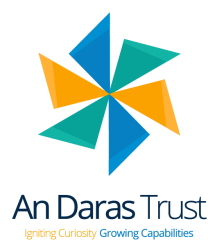 An Daras Trust
Igniting Curiosity Growing Capabilities